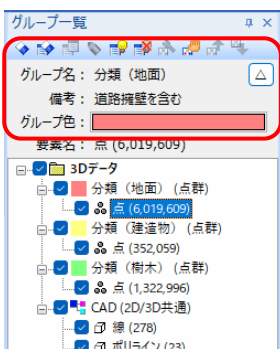 グループ一覧
グループ名： 分類（地面）
備考： 道路擁壁を含む
グループ色：
要素名： 点 (6,019,609)
3Dデータ
分類（地面）（点群）
点 (6,019,609)
分類（建造物）（点群）
点 (352,059)
分類（樹木）（点群）
点 (1,322,996)
CAD (2D/3D共通)
線 (278)
ポリライン (23)